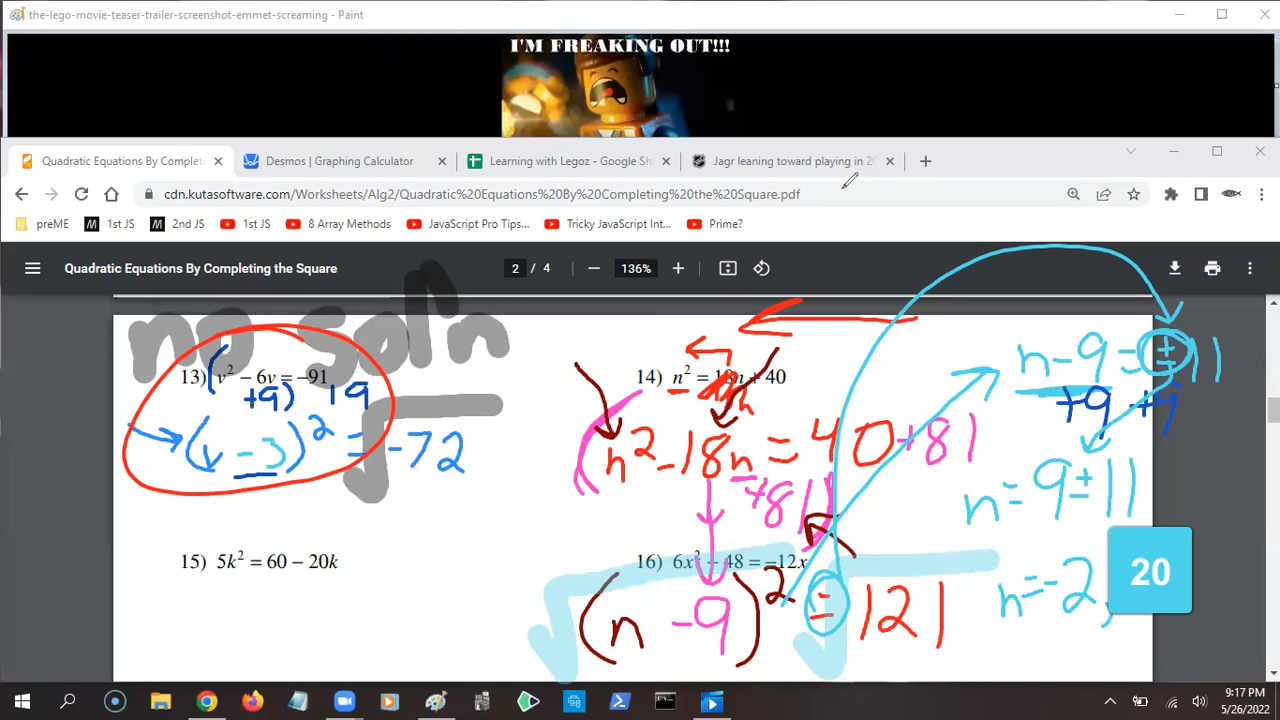 the-lego-movie-teaser-trailer-screenshot-emmet-screaming - Paint
I'M FREAKING OUT!!!
Quadratic Equations By Completi
Desmos | Graphing Calculator
Learning with Legoz - Google Sh
Jagr leaning toward playing in 20
cdn.kutasoftware.com/Worksheets/Alg2/Quadratic%20Equations%20By%20Completing%20the%20Square.pdf
preME
1st JS
2nd JS
1st JS
8 Array Methods
JavaScript Pro Tips...
Tricky JavaScript Int...
Prime?
Quadratic Equations By Completing the Square
2 / 4
136%
no soln
13) v² − 6v = −91
+9) +9
(v - 3)² = -72
14) n² = 18n + 40
n² - 18n = 40 + 81
+81)
n - 9 = ± 11
+9 +9
n = 9 ± 11
n = -2,
20
15) 5k² = 60 − 20k
16) 6x² − 48 = −12x
(n - 9)² = 121
9:17 PM
5/26/2022